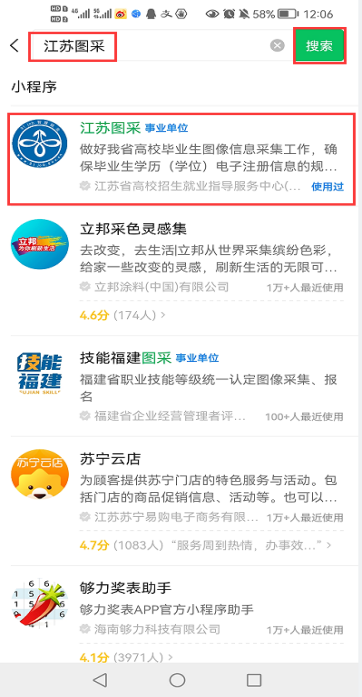 58% 12:06
江苏图采
搜索
小程序
江苏图采 事业单位
做好我省高校毕业生图像信息采集工作，确
保毕业生学历（学位）电子注册信息的规...
江苏省高校招生就业指导服务中心(... 使用过
立邦采色灵感集
立邦
为你刷新生活
去改变，去生活|立邦从世界采集缤纷色彩，
给家一些改变的灵感，刷新生活的无限可...
立邦涂料(中国)有限公司 1万+人最近使用
4.6分 (174人) >
技能福建图采 事业单位
技能
福建
福建省职业技能等级统一认定图像采集、报
名
福建省企业经营管理者评... 100+人最近使用
苏宁云店
为顾客提供苏宁门店的特色服务与活动。包
括门店的商品促销信息、活动等。也可以...
江苏苏宁易购电子商务有限... 1万+人最近使用
4.7分 (1083人) “服务周到热情，办事效...” >
够力奖表助手
够力奖表APP官方小程序助手
海南够力科技有限公司 1万+人最近使用
4.1分 (3971人) >